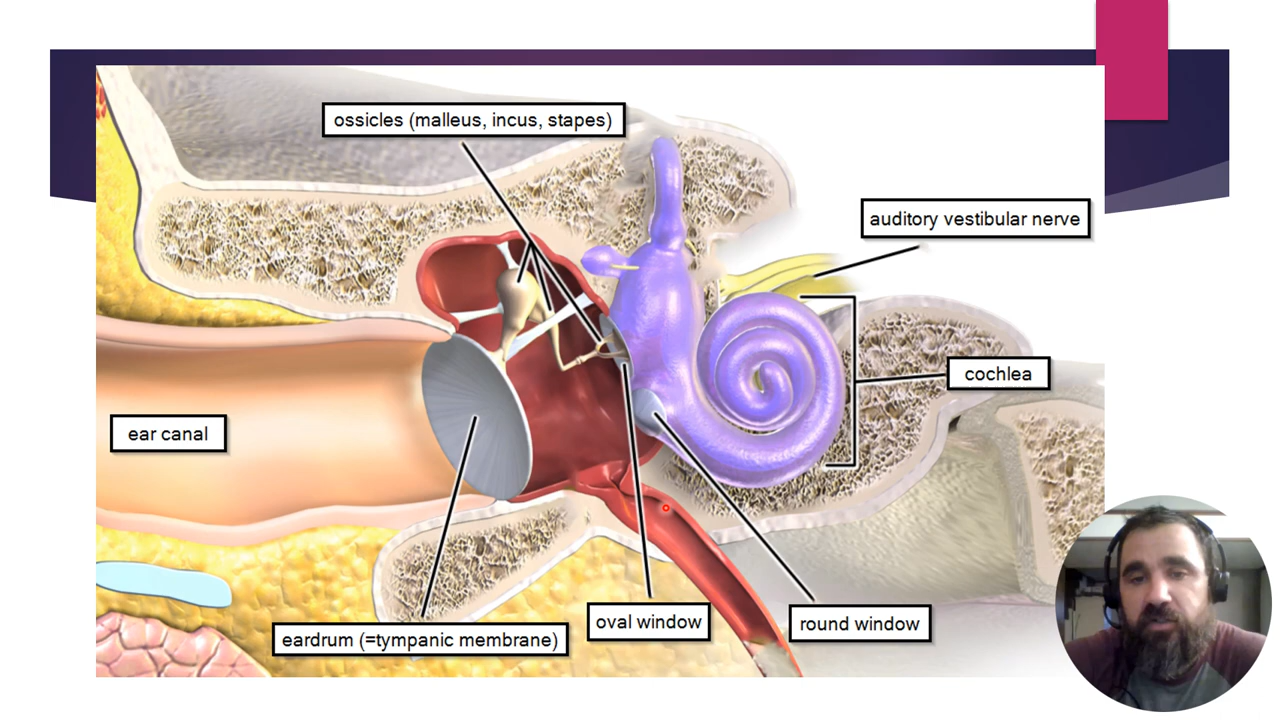 ossicles (malleus, incus, stapes)
auditory vestibular nerve
cochlea
ear canal
eardrum (=tympanic membrane)
oval window
round window